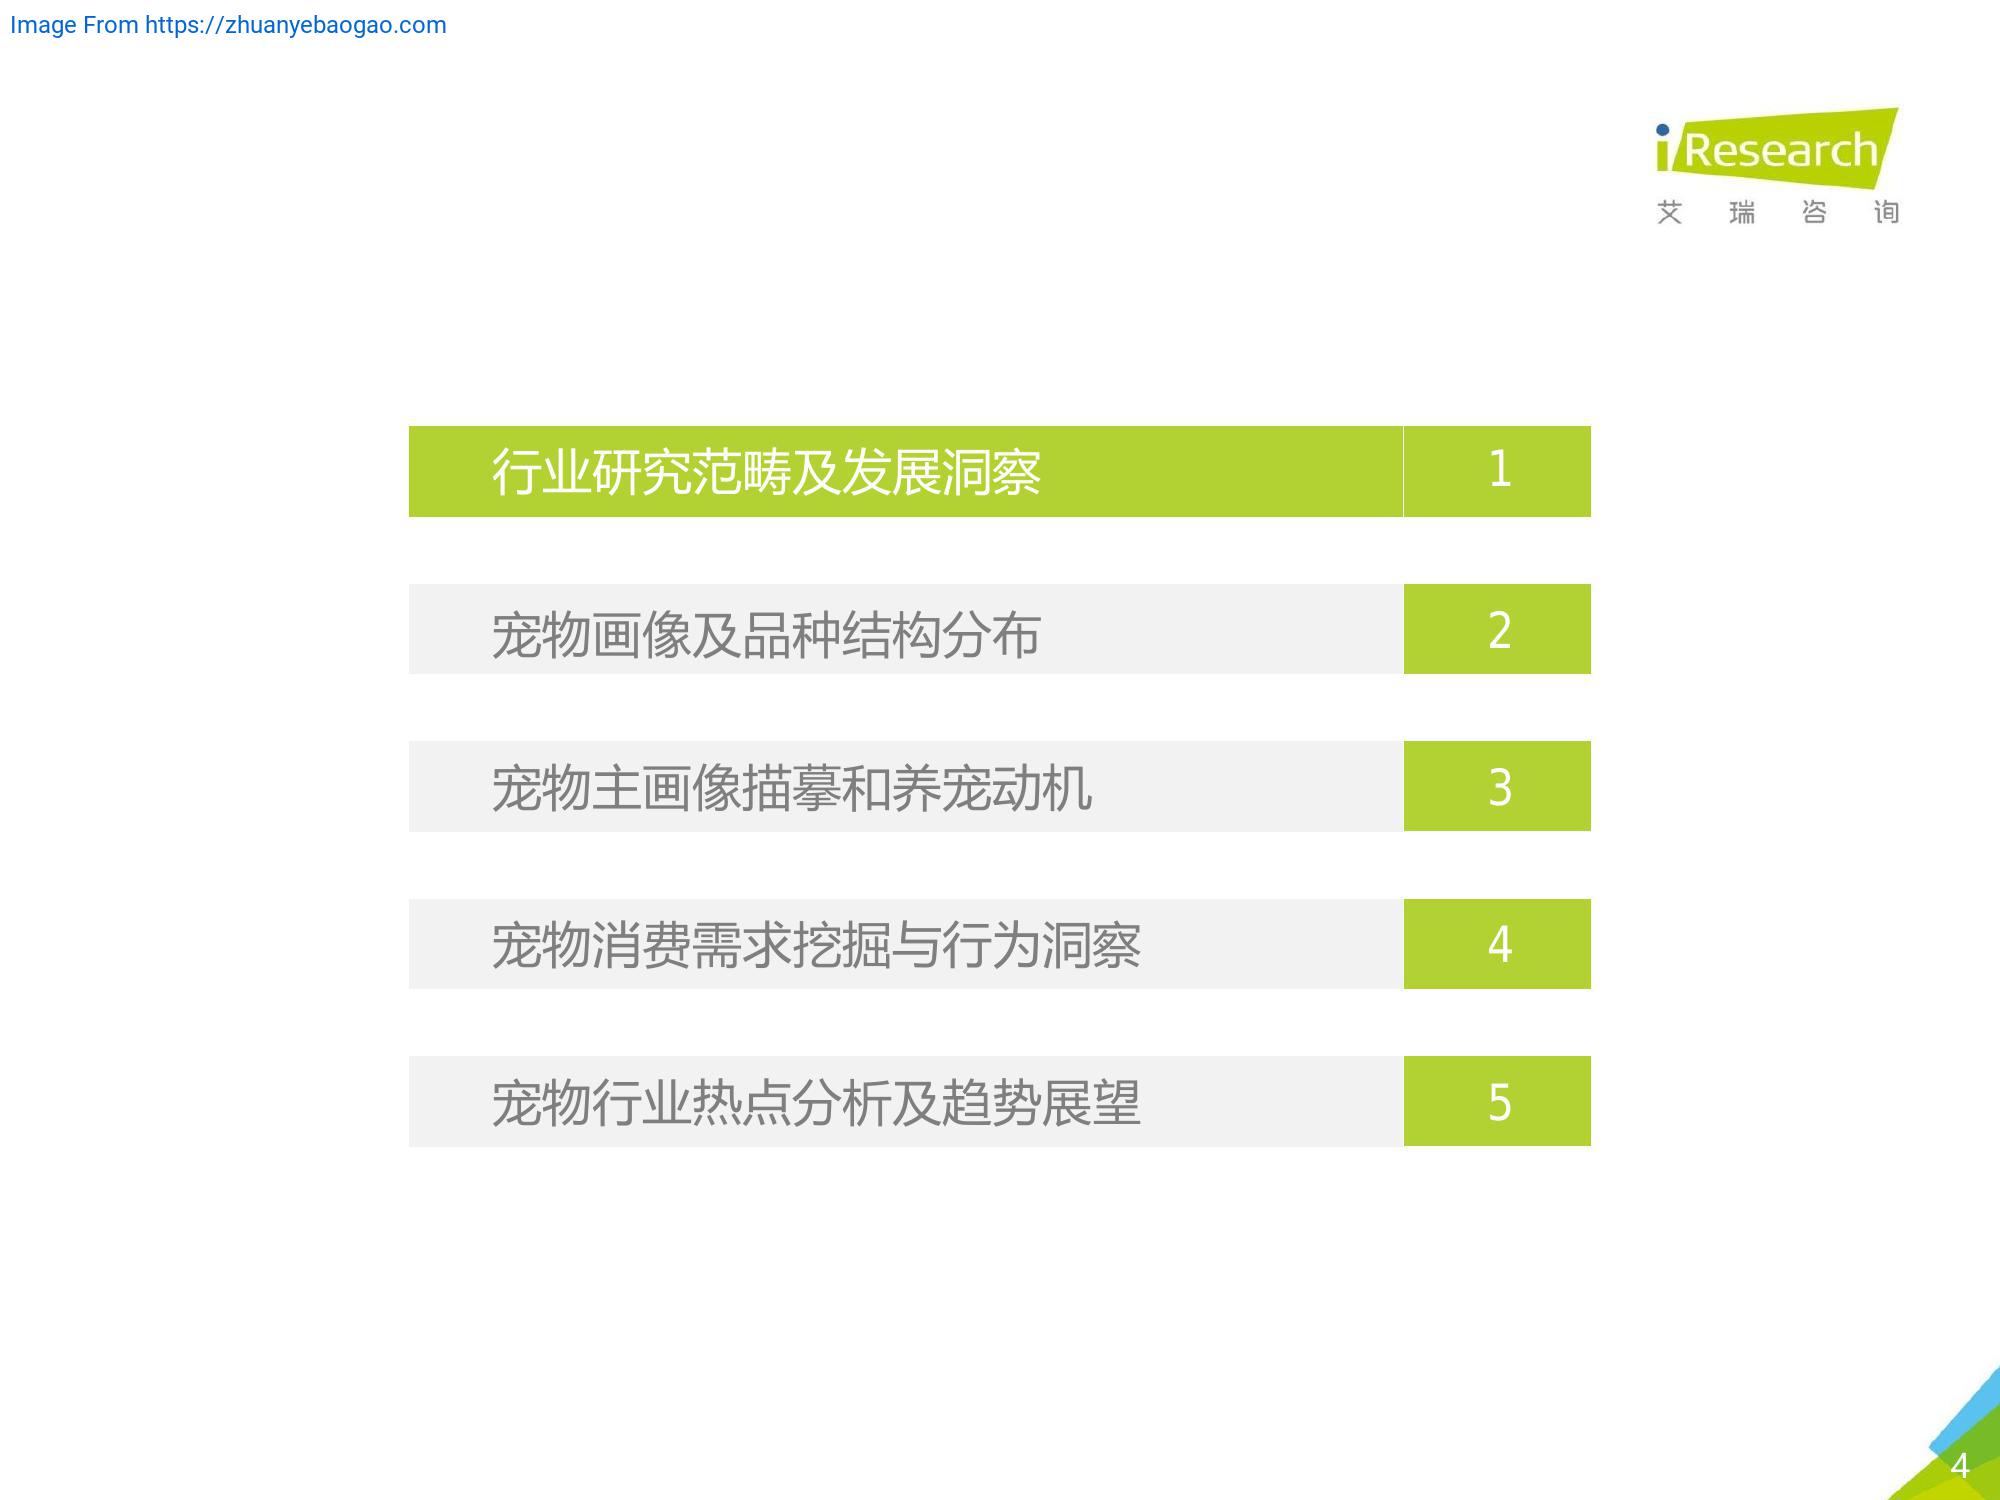 Image From https://zhuanyebaogao.com
iResearch
艾瑞咨询
行业研究范畴及发展洞察 1
宠物画像及品种结构分布 2
宠物主画像描摹和养宠动机 3
宠物消费需求挖掘与行为洞察 4
宠物行业热点分析及趋势展望 5
4